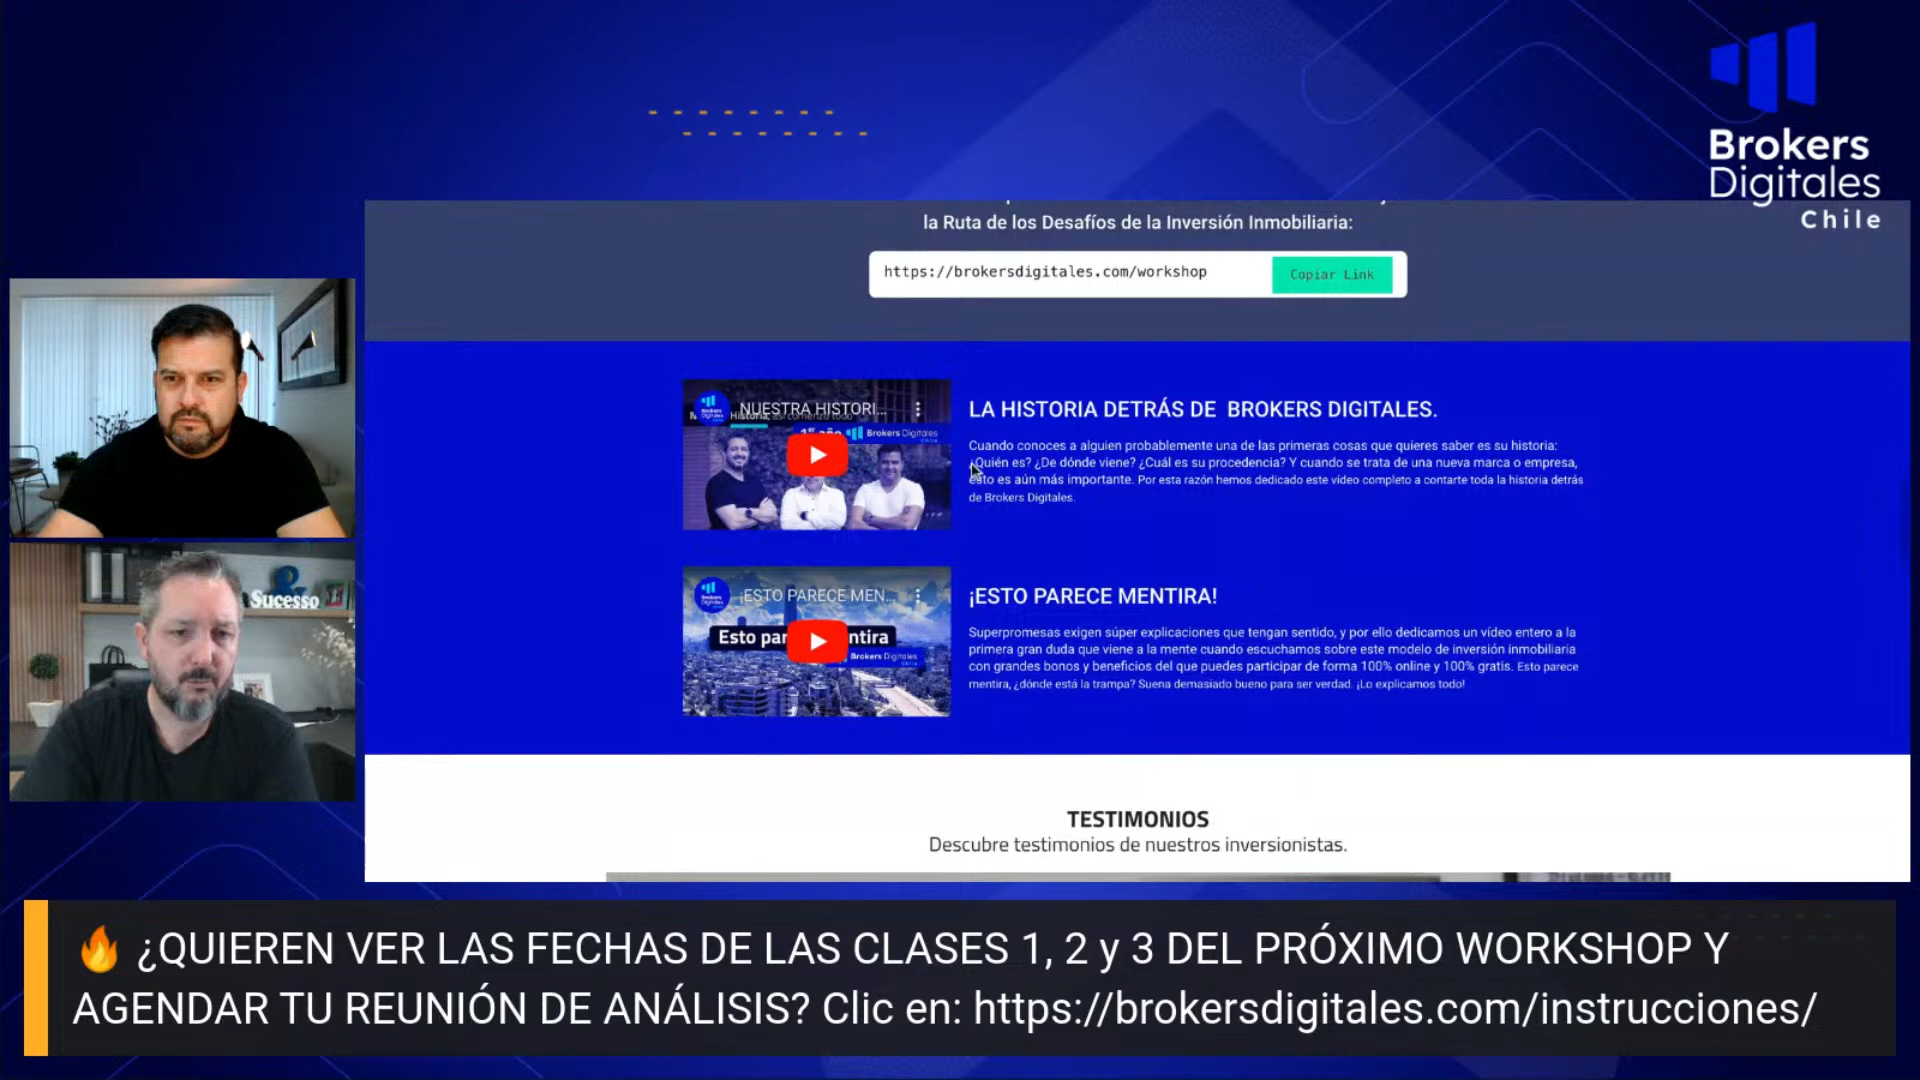 Brokers
Digitales
Chile
la Ruta de los Desafíos de la Inversión Inmobiliaria:
https://brokersdigitales.com/workshop
Copiar Link
NUESTRA HISTORI...
Brokers Digitales
LA HISTORIA DETRÁS DE BROKERS DIGITALES.
Cuando conoces a alguien probablemente una de las primeras cosas que quieres saber es su historia:
¿Quién es? ¿De dónde viene? ¿Cuál es su procedencia? Y cuando se trata de una nueva marca o empresa,
esto es aún más importante. Por esta razón hemos dedicado este vídeo completo a contarte toda la historia detrás
de Brokers Digitales.
Sucesso
¡ESTO PARECE MEN...
Esto par ntira
Brokers Digitales
¡ESTO PARECE MENTIRA!
Superpromesas exigen súper explicaciones que tengan sentido, y por ello dedicamos un vídeo entero a la
primera gran duda que viene a la mente cuando escuchamos sobre este modelo de inversión inmobiliaria
con grandes bonos y beneficios del que puedes participar de forma 100% online y 100% gratis. Esto parece
mentira, ¿dónde está la trampa? Suena demasiado bueno para ser verdad. ¡Lo explicamos todo!
TESTIMONIOS
Descubre testimonios de nuestros inversionistas.
🔥 ¿QUIEREN VER LAS FECHAS DE LAS CLASES 1, 2 y 3 DEL PRÓXIMO WORKSHOP Y
AGENDAR TU REUNIÓN DE ANÁLISIS? Clic en: https://brokersdigitales.com/instrucciones/